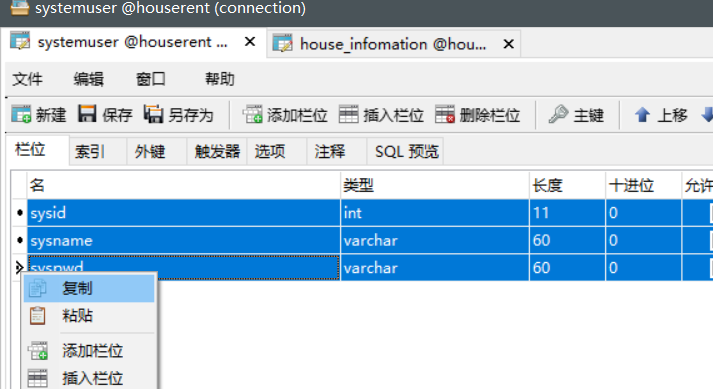 systemuser @houserent (connection)
systemuser @houserent ... house_infomation @hou...
文件 编辑 窗口 帮助
新建 保存 另存为 添加栏位 插入栏位 删除栏位 主键 上移
栏位 索引 外键 触发器 选项 注释 SQL 预览
名 类型 长度 十进位 允许
sysid int 11 0
sysname varchar 60 0
syspwd varchar 60 0
复制
粘贴
添加栏位
插入栏位